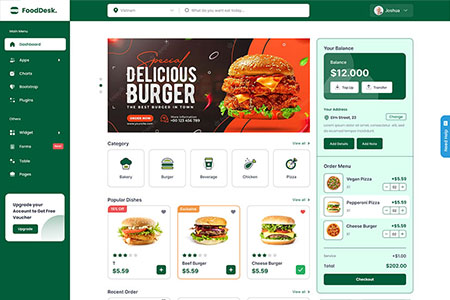 FoodDesk.
Vietnam
What do you want eat today...
Joshua
Main Menu
Dashboard
Apps
Charts
Bootstrap
Plugins
Others
Widget
Forms
Table
Pages
Upgrade your
Account to Get Free
Voucher
Upgrade
Special
DELICIOUS
BURGER
THE BEST BURGER IN TOWN
ORDER NOW
More Information
+00 123 456 789
Category
View all >
Bakery
Burger
Beverage
Chicken
Pizza
Popular Dishes
View all >
15% Off
Exclusive
T
$5.59
Beef Burger
$5.59
Cheese Burger
$5.59
Recent Order
View all >
Your Balance
Balance
$12.000
Top Up
Transfer
Your Address
Elm Street, 23
Change
Add Details
Add Note
Order Menu
Vegan Pizza
+$5.59
Pepperoni Pizza
+$5.59
Cheese Burger
+$5.59
Service
+$1.00
Total
$202.00
Checkout
Need Help